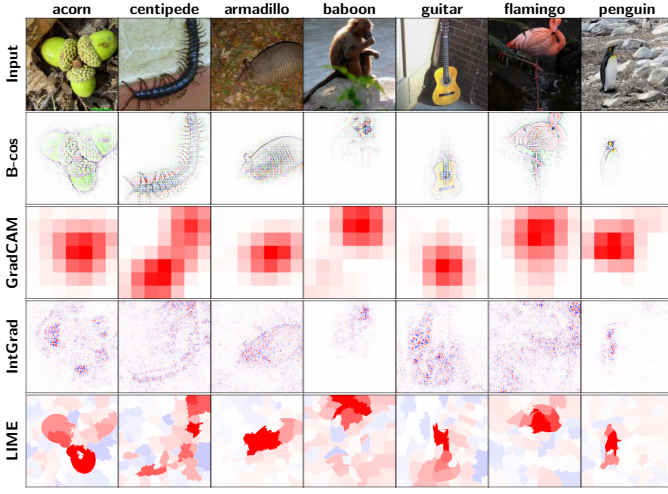 acorn centipede armadillo baboon guitar flamingo penguin
Input
B-cos
GradCAM
IntGrad
LIME